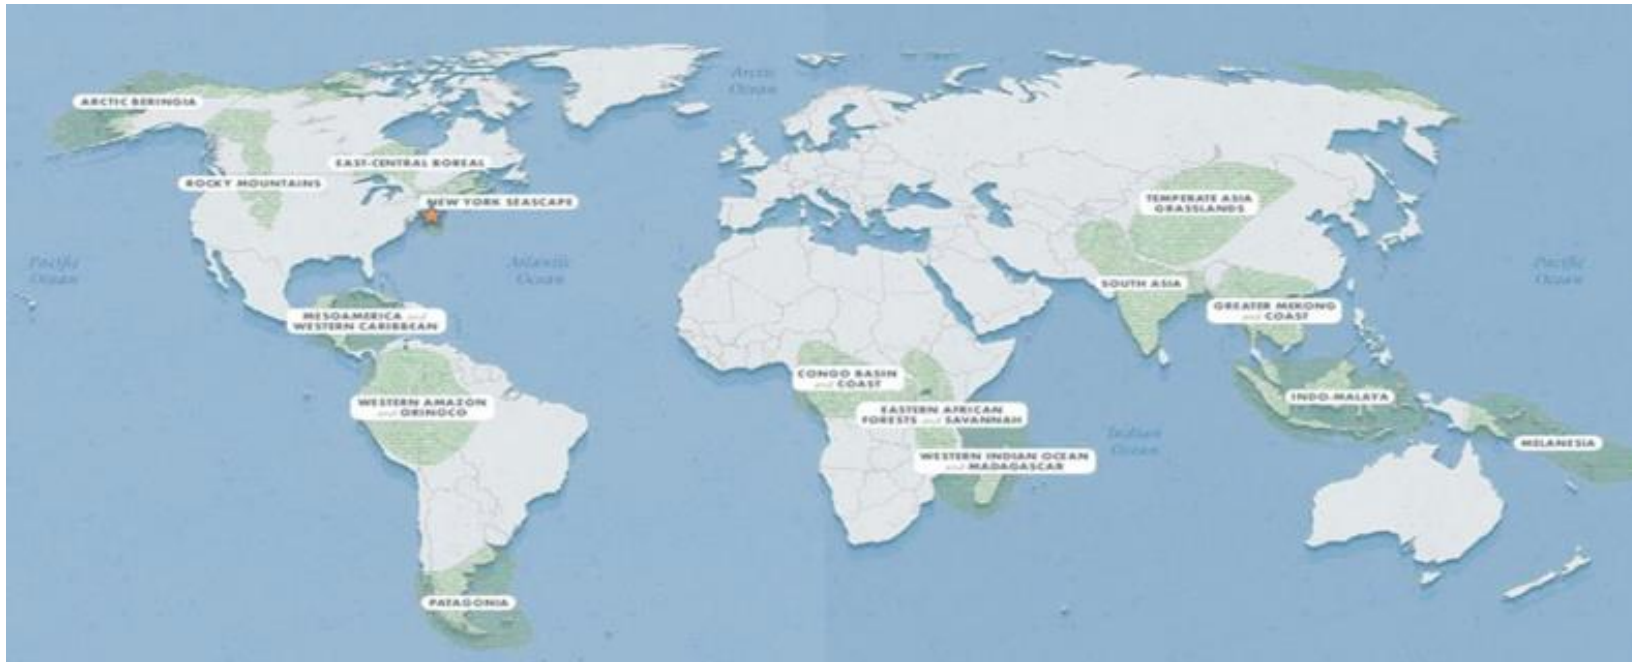 Arctic
Ocean
ARCTIC BERINGIA
EAST-CENTRAL BOREAL
ROCKY MOUNTAINS
NEW YORK SEASCAPE
TEMPERATE ASIA
GRASSLANDS
Pacific
Ocean
Atlantic
Ocean
Pacific
Ocean
SOUTH ASIA
GREATER MEKONG
and COAST
MESOAMERICA and
WESTERN CARIBBEAN
CONGO BASIN
and COAST
INDO-MALAYA
WESTERN AMAZON
and ORINOCO
EASTERN AFRICAN
FORESTS and SAVANNAH
Indian
Ocean
MELANESIA
WESTERN INDIAN OCEAN
and MADAGASCAR
PATAGONIA